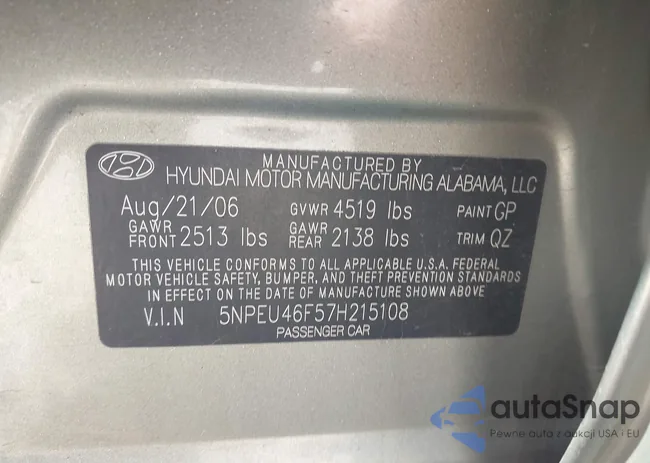 MANUFACTURED BY
HYUNDAI MOTOR MANUFACTURING ALABAMA, LLC
Aug/21/06 GVWR 4519 lbs PAINT GP
GAWR FRONT 2513 lbs GAWR REAR 2138 lbs TRIM QZ
THIS VEHICLE CONFORMS TO ALL APPLICABLE U.S.A. FEDERAL
MOTOR VEHICLE SAFETY, BUMPER, AND THEFT PREVENTION STANDARDS
IN EFFECT ON THE DATE OF MANUFACTURE SHOWN ABOVE
V.I.N 5NPEU46F57H215108
PASSENGER CAR
autaSnap
Pewne auta z aukcji USA i EU